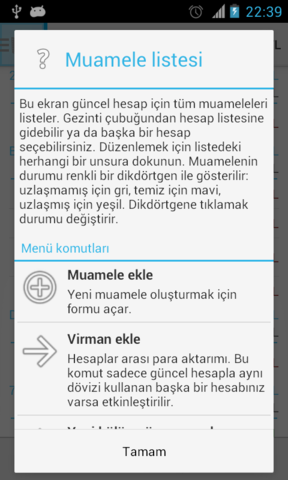 22:39
? Muamele listesi
Bu ekran güncel hesap için tüm muameleleri
listeler. Gezinti çubuğundan hesap listesine
gidebilir ya da başka bir hesap
seçebilirsiniz. Düzenlemek için listedeki
herhangi bir unsura dokunun. Muamelenin
durumu renkli bir dikdörtgen ile gösterilir:
uzlaşmamış için gri, temiz için mavi,
uzlaşmış için yeşil. Dikdörtgene tıklamak
durumu değiştirir.
Menü komutları
Muamele ekle
Yeni muamele oluşturmak için
formu açar.
Virman ekle
Hesaplar arası para aktarımı. Bu
komut sadece güncel hesapla aynı
dövizi kullanan başka bir hesabınız
varsa etkinleştirilir.
Tamam